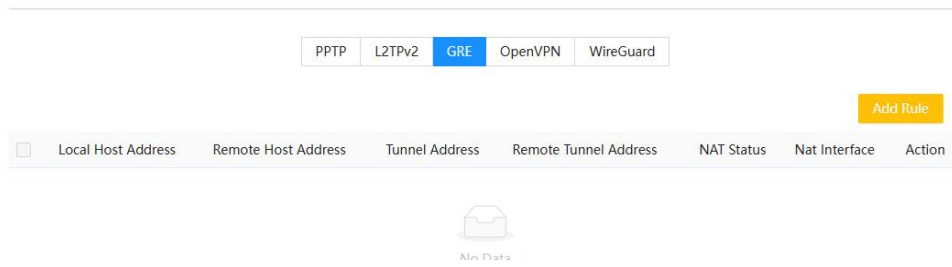 PPTP L2TPv2 GRE OpenVPN WireGuard
Add Rule
Local Host Address Remote Host Address Tunnel Address Remote Tunnel Address NAT Status Nat Interface Action
No Data